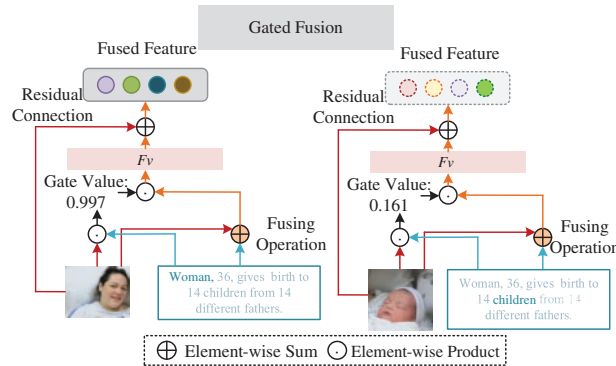 Gated Fusion
Fused Feature
Residual
Connection
Fv
Gate Value:
0.997
Fusing
Operation
Woman, 36, gives birth to
14 children from 14
different fathers.
Fused Feature
Residual
Connection
Fv
Gate Value:
0.161
Fusing
Operation
Woman, 36, gives birth to
14 children from 14
different fathers.
Element-wise Sum
Element-wise Product